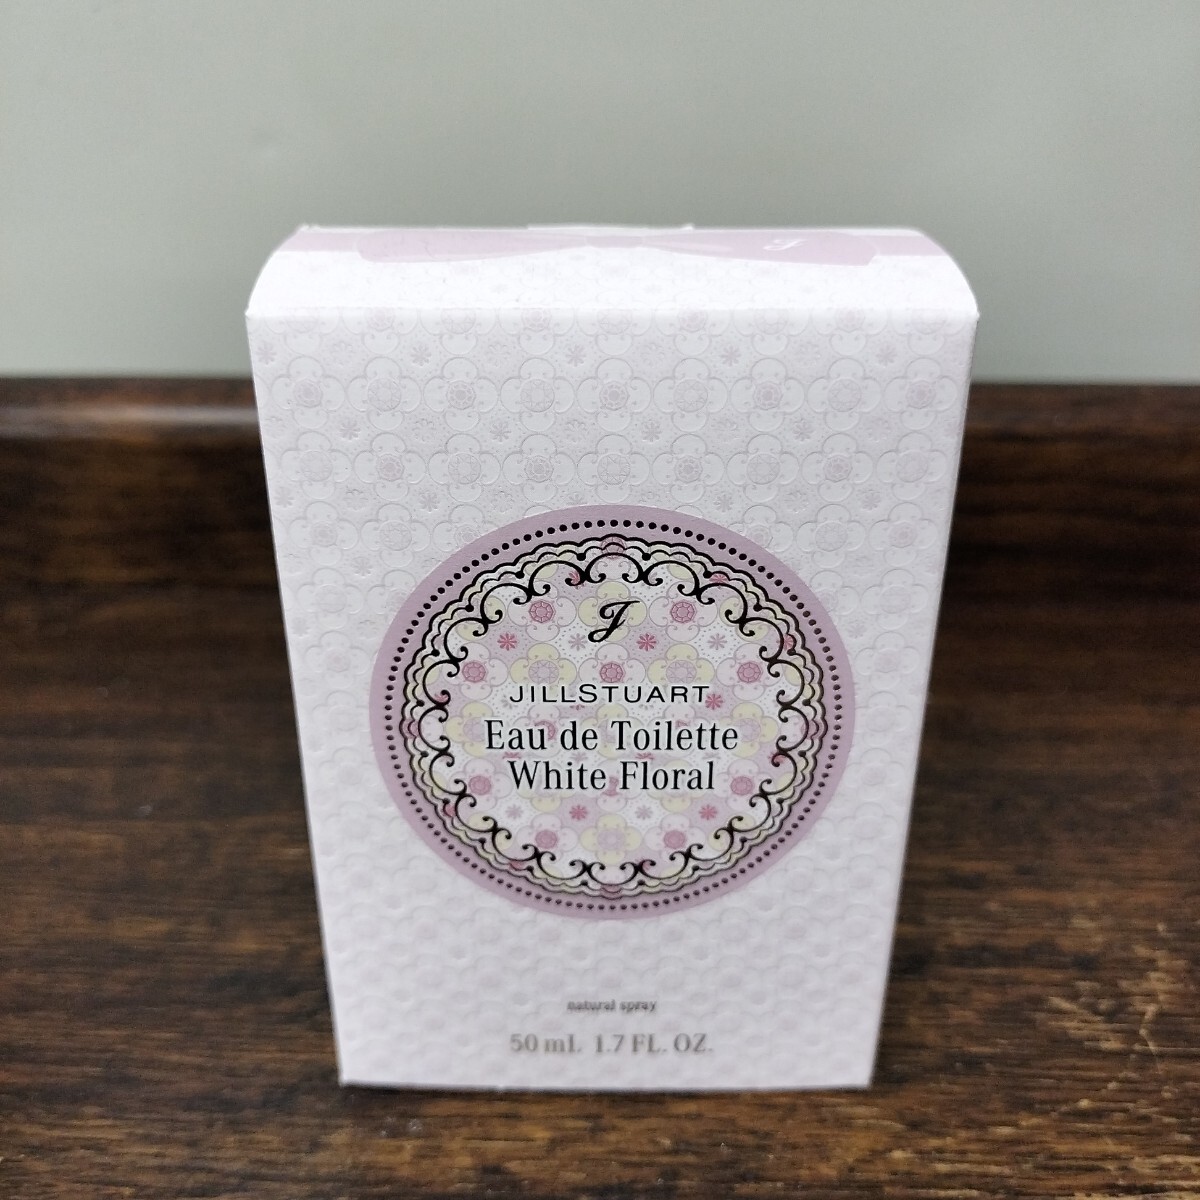 J
J
JILLSTUART
Eau de Toilette
White Floral
natural spray
50 mL 1.7 FL. OZ.